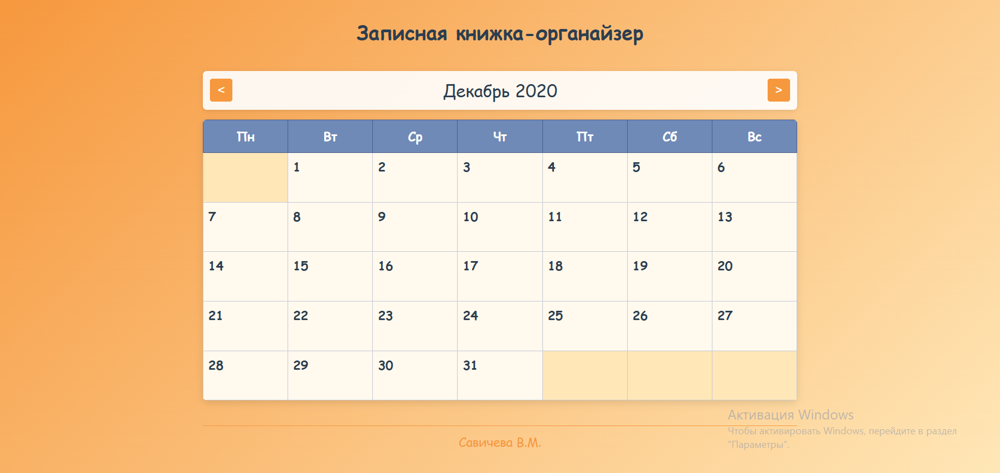 Записная книжка-органайзер
< Декабрь 2020 >
Пн Вт Ср Чт Пт Сб Вс
1 2 3 4 5 6
7 8 9 10 11 12 13
14 15 16 17 18 19 20
21 22 23 24 25 26 27
28 29 30 31
Активация Windows
Чтобы активировать Windows, перейдите в раздел
"Параметры".
Савичева В.М.